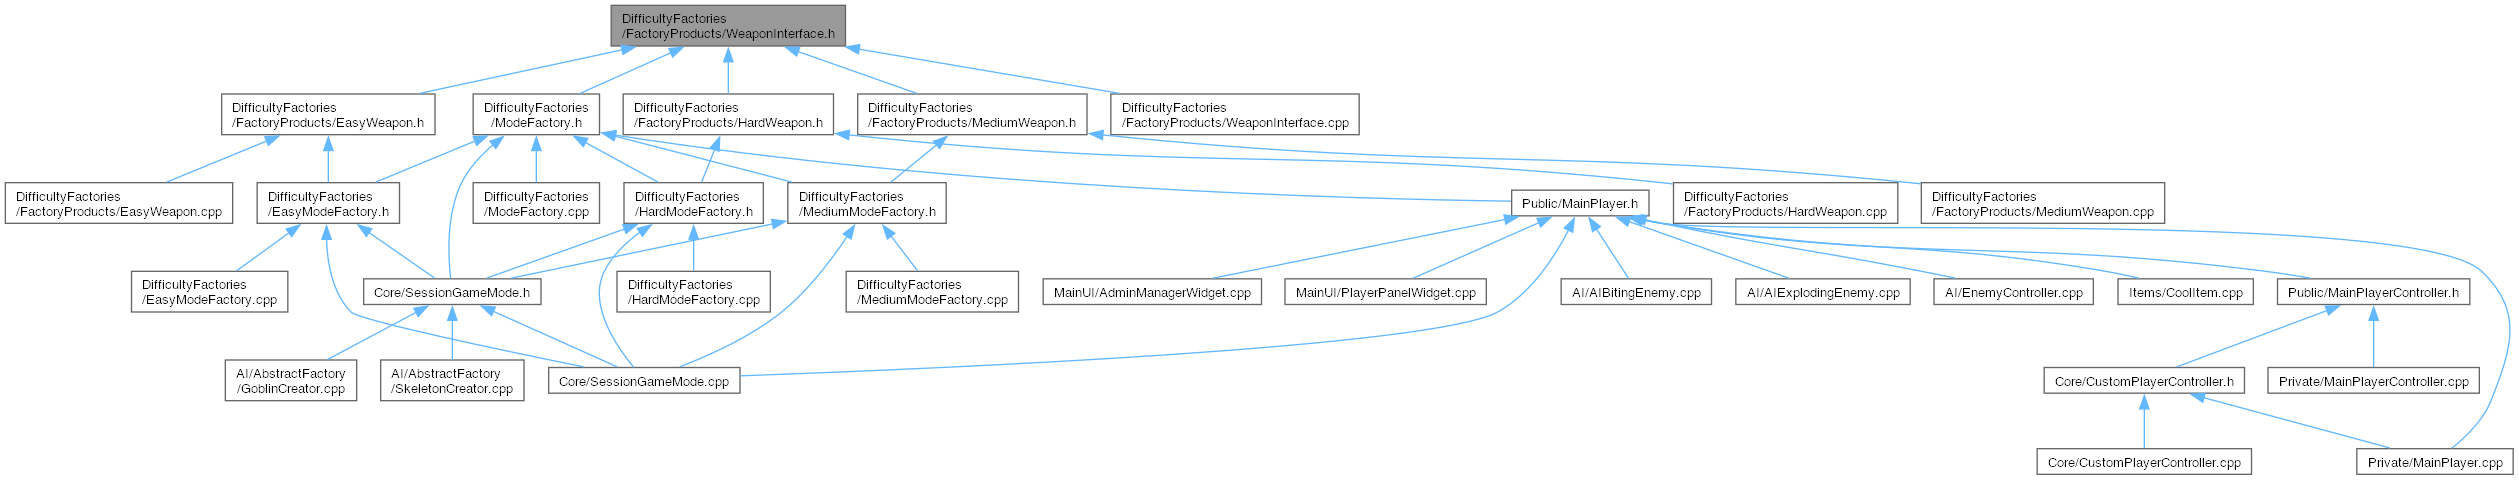 DifficultyFactories
/FactoryProducts/WeaponInterface.h
DifficultyFactories
/FactoryProducts/EasyWeapon.h
DifficultyFactories
/ModeFactory.h
DifficultyFactories
/FactoryProducts/HardWeapon.h
DifficultyFactories
/FactoryProducts/MediumWeapon.h
DifficultyFactories
/FactoryProducts/WeaponInterface.cpp
DifficultyFactories
/FactoryProducts/EasyWeapon.cpp
DifficultyFactories
/EasyModeFactory.h
DifficultyFactories
/ModeFactory.cpp
DifficultyFactories
/HardModeFactory.h
DifficultyFactories
/MediumModeFactory.h
Public/MainPlayer.h
DifficultyFactories
/FactoryProducts/HardWeapon.cpp
DifficultyFactories
/FactoryProducts/MediumWeapon.cpp
DifficultyFactories
/EasyModeFactory.cpp
Core/SessionGameMode.h
DifficultyFactories
/HardModeFactory.cpp
DifficultyFactories
/MediumModeFactory.cpp
MainUI/AdminManagerWidget.cpp
MainUI/PlayerPanelWidget.cpp
AI/AIBitingEnemy.cpp
AI/AIExplodingEnemy.cpp
AI/EnemyController.cpp
Items/CoolItem.cpp
Public/MainPlayerController.h
AI/AbstractFactory
/GoblinCreator.cpp
AI/AbstractFactory
/SkeletonCreator.cpp
Core/SessionGameMode.cpp
Core/CustomPlayerController.h
Private/MainPlayerController.cpp
Core/CustomPlayerController.cpp
Private/MainPlayer.cpp